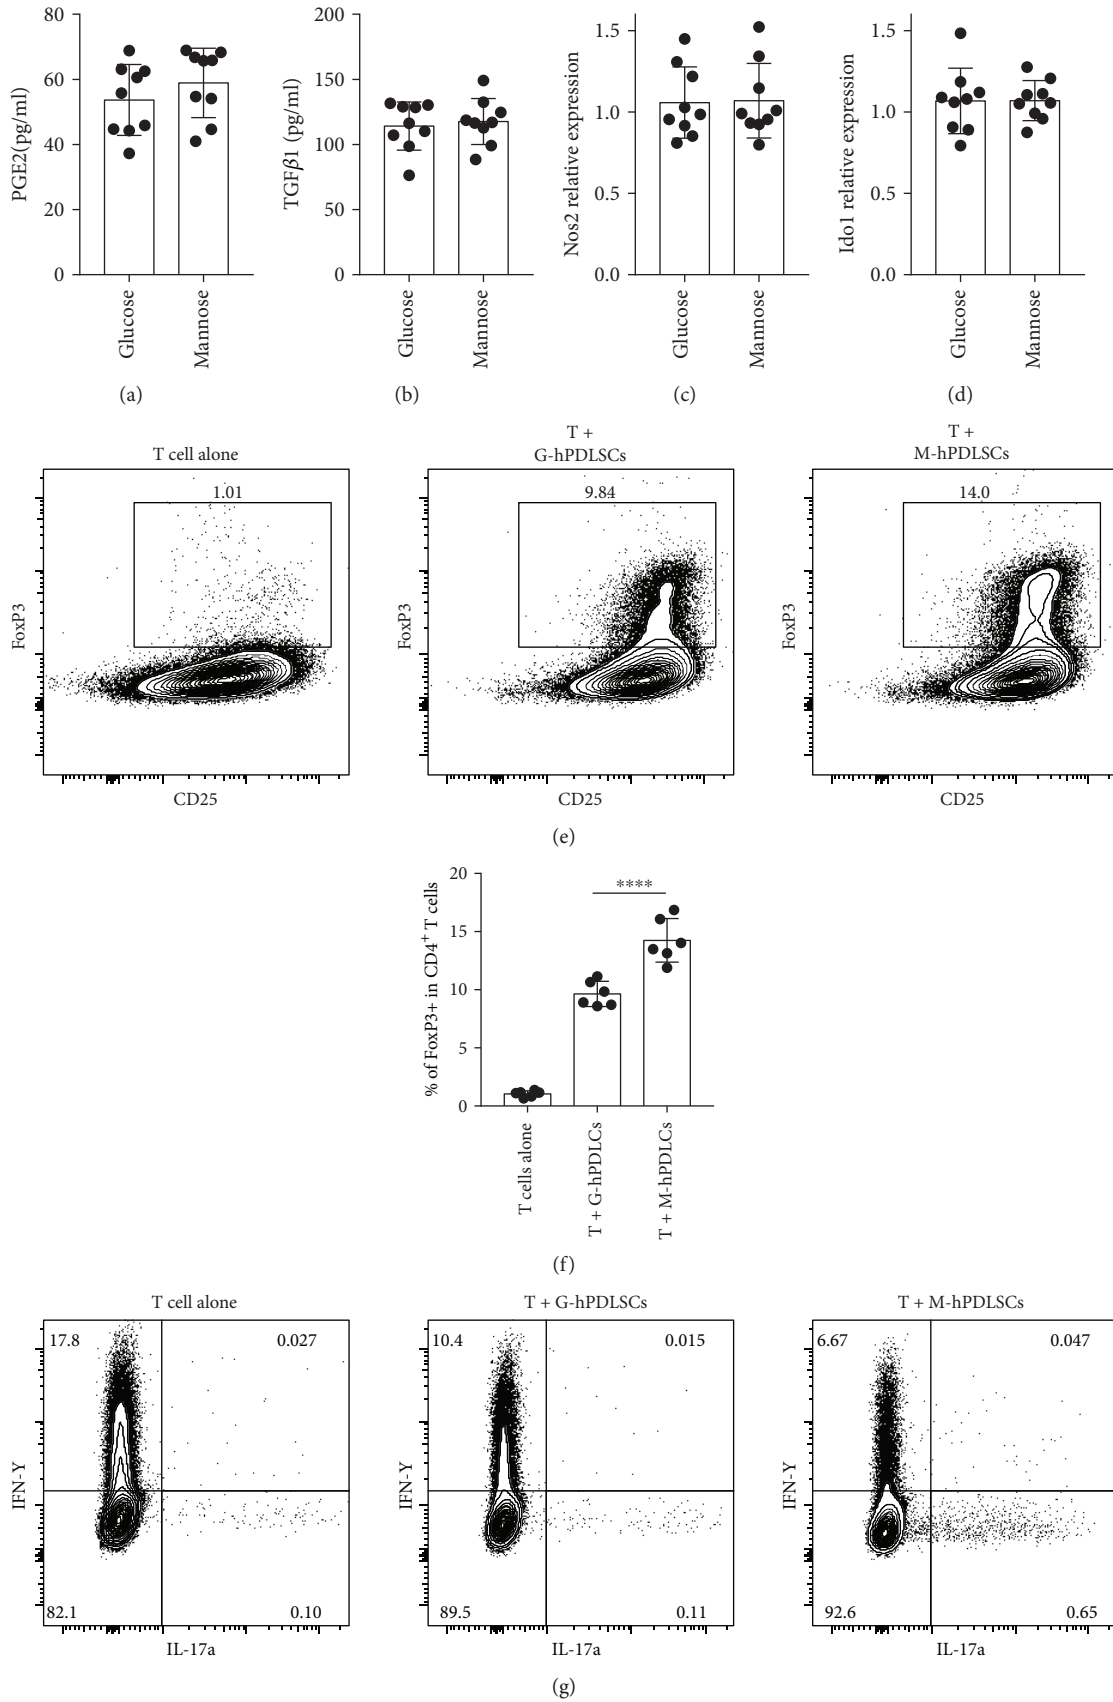 80
60
40
20
0
PGE2(pg/ml)
Glucose
Mannose
(a)
200
150
100
50
0
TGFβ1 (pg/ml)
Glucose
Mannose
(b)
1.5
1.0
0.5
0.0
Nos2 relative expression
Glucose
Mannose
(c)
1.5
1.0
0.5
0.0
Ido1 relative expression
Glucose
Mannose
(d)
T cell alone
1.01
FoxP3
CD25
T +
G-hPDLSCs
9.84
FoxP3
CD25
T +
M-hPDLSCs
14.0
FoxP3
CD25
(e)
20
15
10
5
0
% of FoxP3+ in CD4⁺ T cells
****
T cells alone
T + G-hPDLCs
T + M-hPDLCs
(f)
T cell alone
17.8 0.027
82.1 0.10
IFN-Y
IL-17a
T + G-hPDLSCs
10.4 0.015
89.5 0.11
IFN-Y
IL-17a
T + M-hPDLSCs
6.67 0.047
92.6 0.65
IFN-Y
IL-17a
(g)